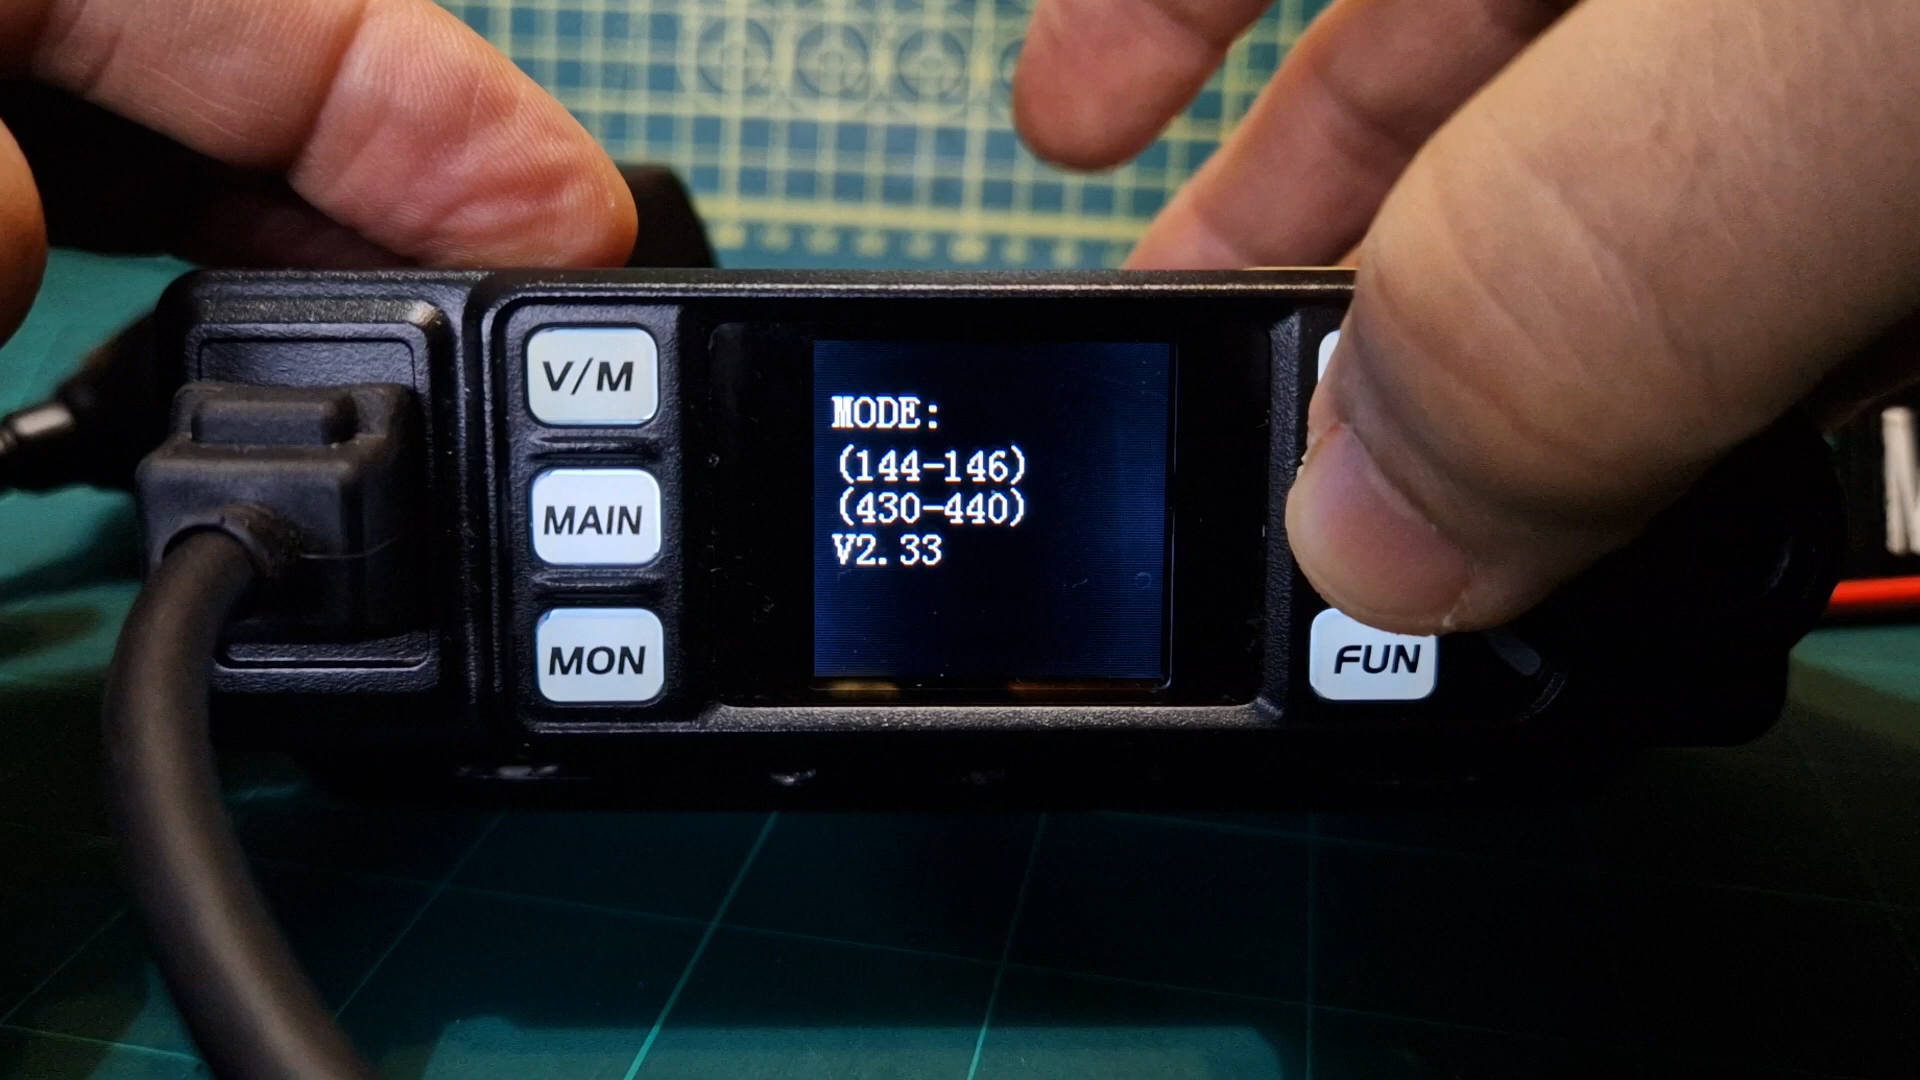 V/M
MAIN
MON
MODE:
(144-146)
(430-440)
V2.33
FUN
M